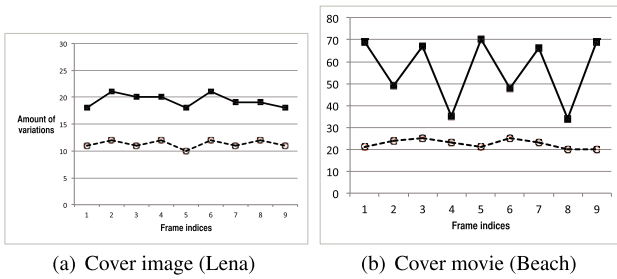 30
25
20
15
10
5
0
Amount of
variations
1 2 3 4 5 6 7 8 9
Frame indices
(a) Cover image (Lena)
80
70
60
50
40
30
20
10
0
1 2 3 4 5 6 7 8 9
Frame indices
(b) Cover movie (Beach)